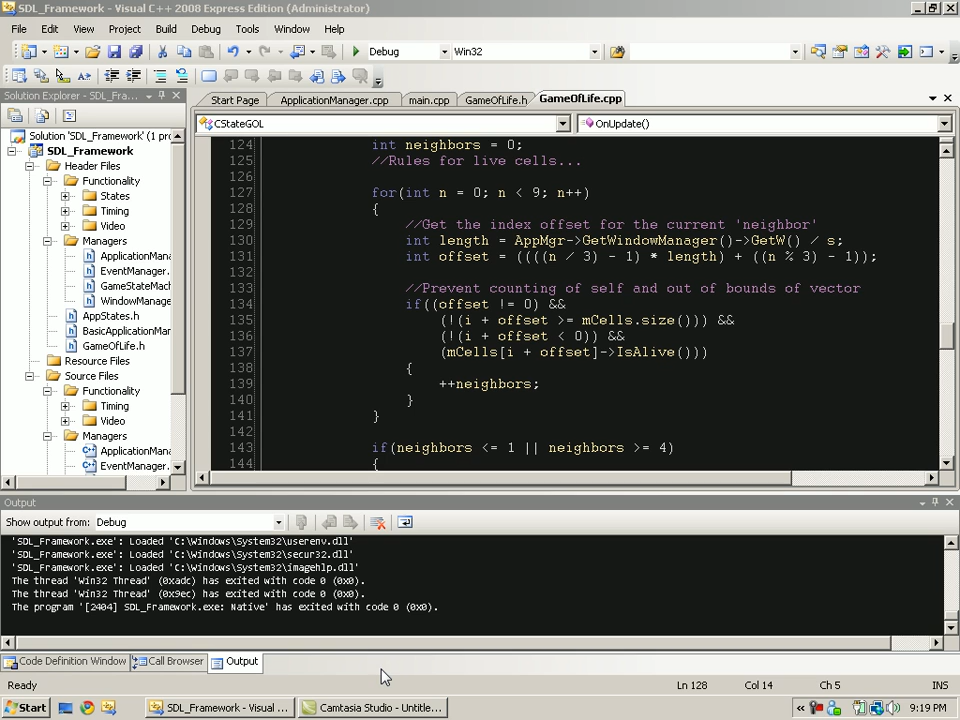 SDL_Framework - Visual C++ 2008 Express Edition (Administrator)
File Edit View Project Build Debug Tools Window Help
Debug Win32
Solution Explorer - SDL_Fra...
Start Page ApplicationManager.cpp main.cpp GameOfLife.h GameOfLife.cpp
CStateGOL OnUpdate()
Solution 'SDL_Framework' (1 pro
SDL_Framework
Header Files
Functionality
States
Timing
Video
Managers
ApplicationMana
EventManager.
GameStateMach
WindowManage
AppStates.h
BasicApplicationMar
GameOfLife.h
Resource Files
Source Files
Functionality
Timing
Video
Managers
ApplicationMana
EventManager.
124 int neighbors = 0;
125 //Rules for live cells...
126
127 for(int n = 0; n < 9; n++)
128 {
129 //Get the index offset for the current 'neighbor'
130 int length = AppMgr->GetWindowManager()->GetW() / s;
131 int offset = ((((n / 3) - 1) * length) + ((n % 3) - 1));
132
133 //Prevent counting of self and out of bounds of vector
134 if((offset != 0) &&
135 (!(i + offset >= mCells.size())) &&
136 (!(i + offset < 0)) &&
137 (mCells[i + offset]->IsAlive()))
138 {
139 ++neighbors;
140 }
141 }
142
143 if(neighbors <= 1 || neighbors >= 4)
144 {
Output
Show output from: Debug
'SDL_Framework.exe': Loaded 'C:\Windows\System32\userenv.dll'
'SDL_Framework.exe': Loaded 'C:\Windows\System32\secur32.dll'
'SDL_Framework.exe': Loaded 'C:\Windows\System32\imagehlp.dll'
The thread 'Win32 Thread' (0xadc) has exited with code 0 (0x0).
The thread 'Win32 Thread' (0x9ec) has exited with code 0 (0x0).
The program '[2404] SDL_Framework.exe: Native' has exited with code 0 (0x0).
Code Definition Window Call Browser Output
Ready Ln 128 Col 14 Ch 5 INS
Start SDL_Framework - Visual ... Camtasia Studio - Untitle... 9:19 PM